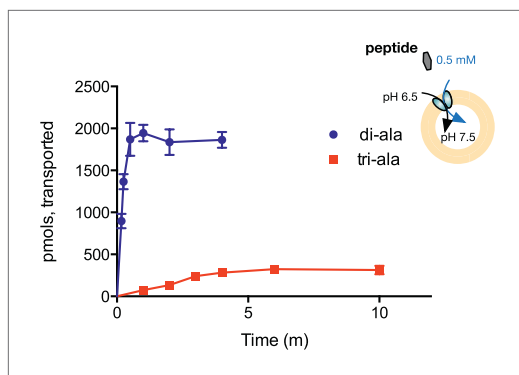 peptide
0.5 mM
pH 6.5
pH 7.5
di-ala
tri-ala
pmols, transported
2500
2000
1500
1000
500
0
0
5
10
Time (m)